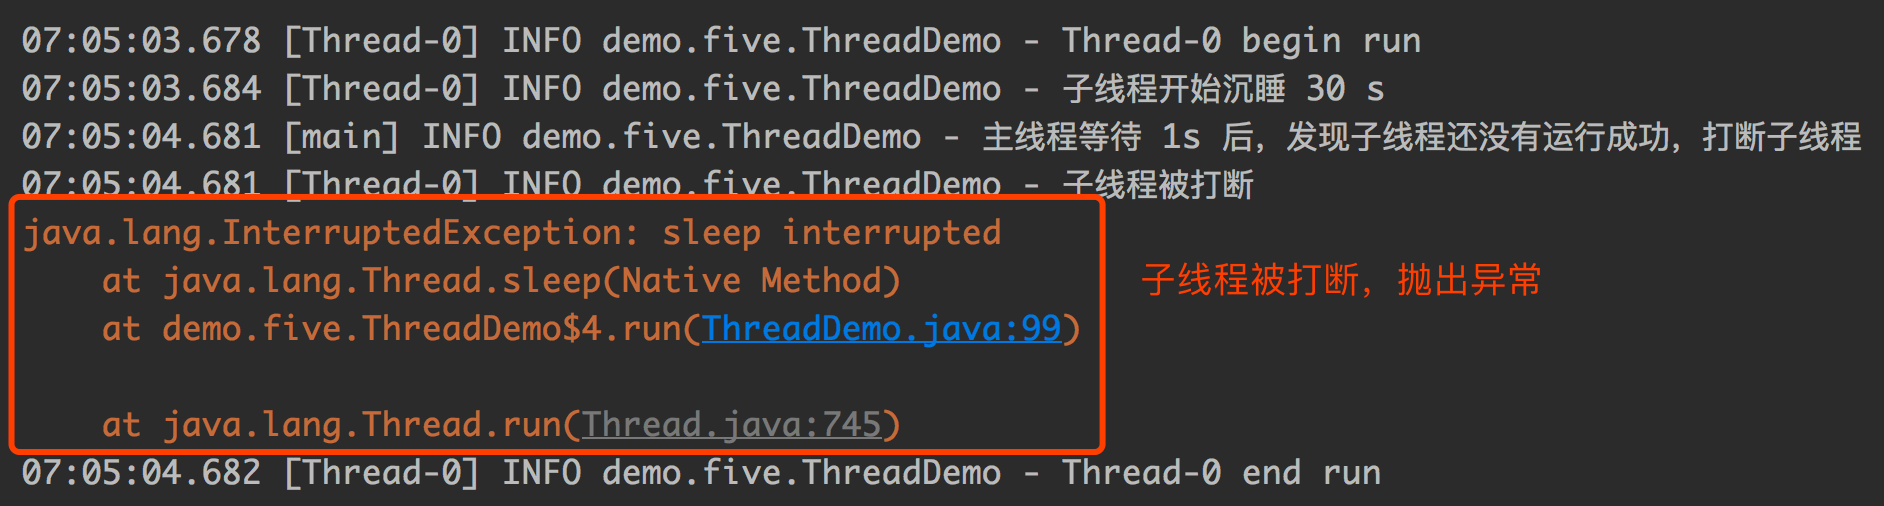 07:05:03.678 [Thread-0] INFO demo.five.ThreadDemo - Thread-0 begin run
07:05:03.684 [Thread-0] INFO demo.five.ThreadDemo - 子线程开始沉睡 30 s
07:05:04.681 [main] INFO demo.five.ThreadDemo - 主线程等待 1s 后，发现子线程还没有运行成功，打断子线程
07:05:04.681 [Thread-0] INFO demo.five.ThreadDemo - 子线程被打断
java.lang.InterruptedException: sleep interrupted
at java.lang.Thread.sleep(Native Method)
子线程被打断，抛出异常
at demo.five.ThreadDemo$4.run(ThreadDemo.java:99)
at java.lang.Thread.run(Thread.java:745)
07:05:04.682 [Thread-0] INFO demo.five.ThreadDemo - Thread-0 end run